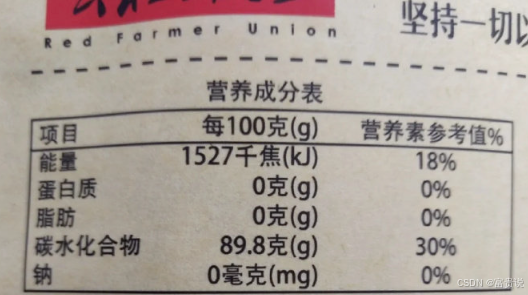 Red Farmer Union
坚持一切以
营养成分表
项目 每100克(g) 营养素参考值%
能量 1527千焦(kJ) 18%
蛋白质 0克(g) 0%
脂肪 0克(g) 0%
碳水化合物 89.8克(g) 30%
钠 0毫克(mg) 0%
CSDN @富贵论